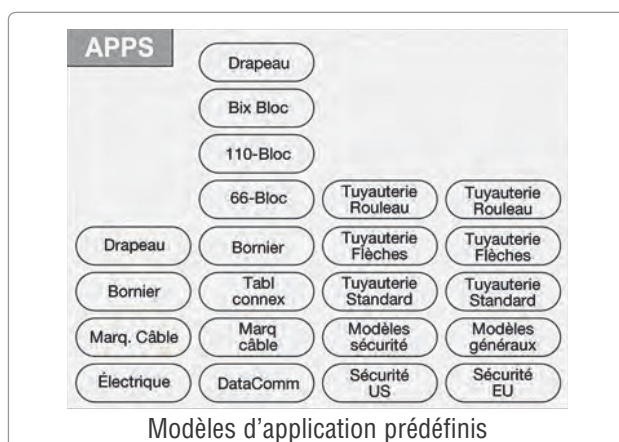 APPS
Drapeau
Bix Bloc
110-Bloc
66-Bloc
Tuyauterie
Rouleau
Tuyauterie
Rouleau
Drapeau
Bornier
Tuyauterie
Flèches
Tuyauterie
Flèches
Bornier
Tabl
connex
Tuyauterie
Standard
Tuyauterie
Standard
Marq. Câble
Marq
câble
Modèles
sécurité
Modèles
généraux
Électrique
DataComm
Sécurité
US
Sécurité
EU
Modèles d'application prédéfinis